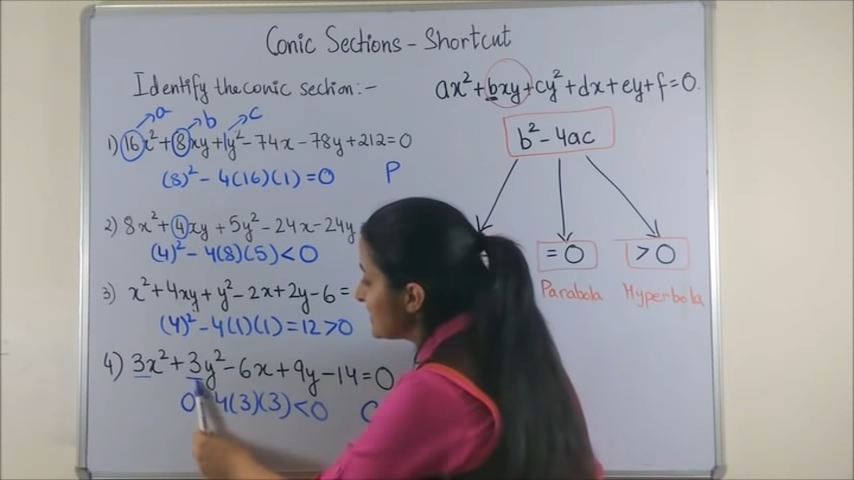 Conic Sections - Shortcut
Identify the conic section :-
a b c
1) 16x² + 8xy + 1y² - 74x - 78y + 212 = 0
(8)² - 4(16)(1) = 0 P
2) 8x² + 4xy + 5y² - 24x - 24y
(4)² - 4(8)(5) < 0
3) x² + 4xy + y² - 2x + 2y - 6 =
(4)² - 4(1)(1) = 12 > 0
4) 3x² + 3y² - 6x + 9y - 14 = 0
0 4(3)(3) < 0 C
ax² + bxy + cy² + dx + ey + f = 0.
b² - 4ac
= 0 > 0
Parabola Hyperbola